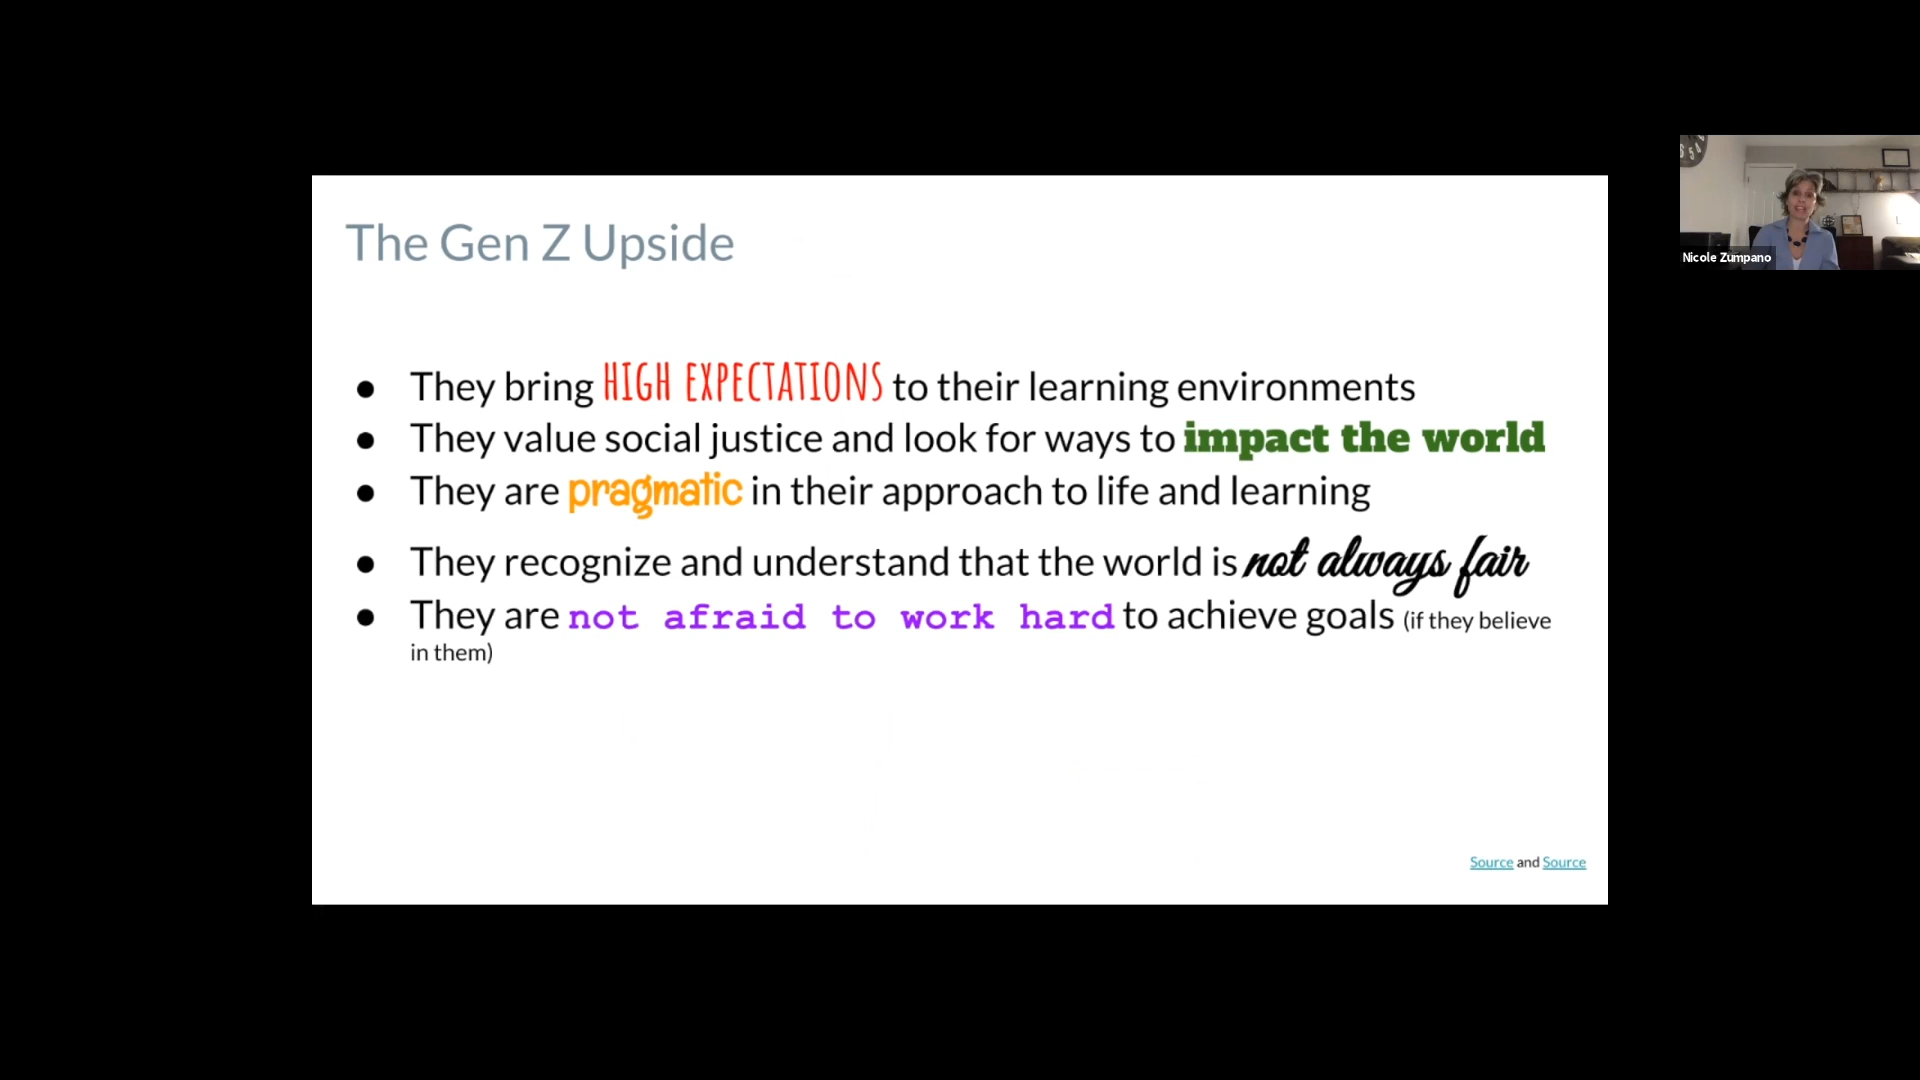 The Gen Z Upside
● They bring HIGH EXPECTATIONS to their learning environments
● They value social justice and look for ways to impact the world
● They are pragmatic in their approach to life and learning
● They recognize and understand that the world is not always fair
● They are not afraid to work hard to achieve goals (if they believe
in them)
Source and Source
Nicole Zumpano